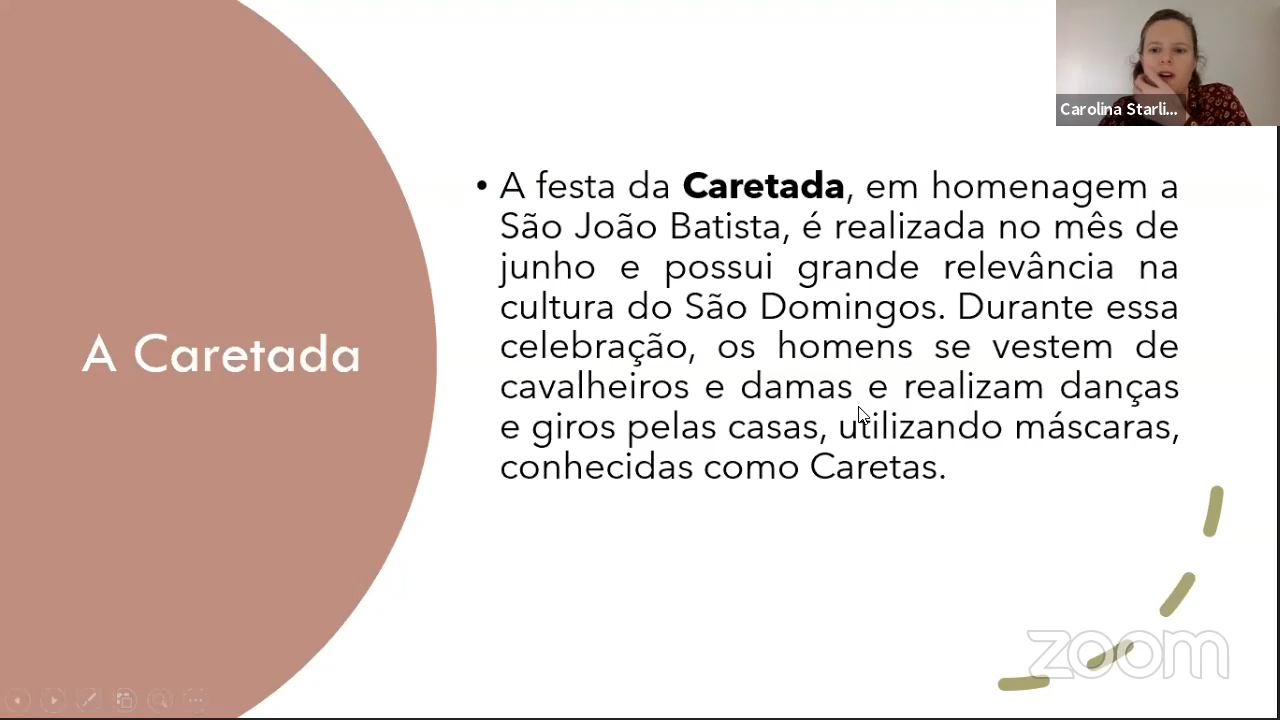 Carolina Starli...
A Caretada
• A festa da Caretada, em homenagem a
São João Batista, é realizada no mês de
junho e possui grande relevância na
cultura do São Domingos. Durante essa
celebração, os homens se vestem de
cavalheiros e damas e realizam danças
e giros pelas casas, utilizando máscaras,
conhecidas como Caretas.
zoom